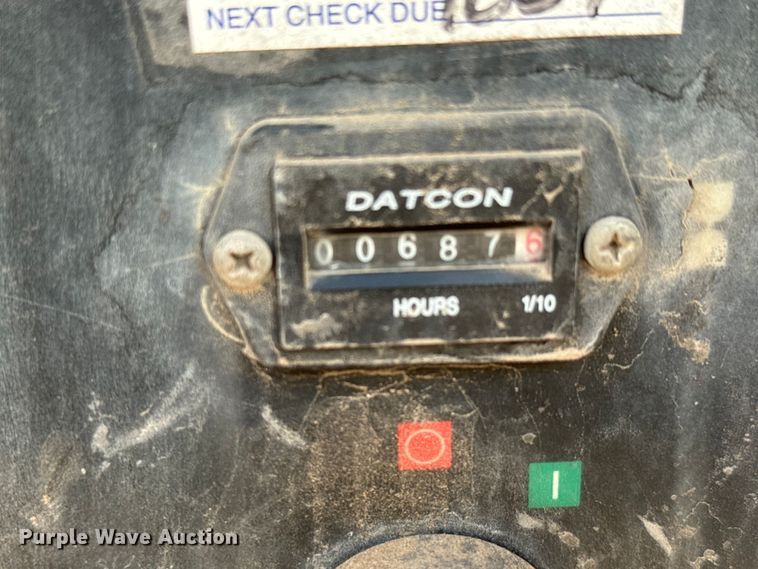 NEXT CHECK DUE
DATCON
006876
HOURS 1/10
Purple Wave Auction